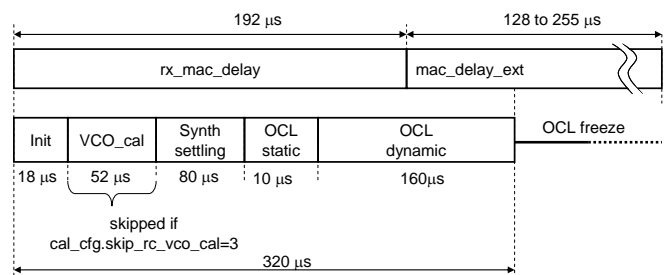 192 μs
128 to 255 μs
rx_mac_delay
mac_delay_ext
Init
VCO_cal
Synth
settling
OCL
static
OCL
dynamic
OCL freeze
18 μs
52 μs
80 μs
10 μs
160μs
skipped if
cal_cfg.skip_rc_vco_cal=3
320 μs